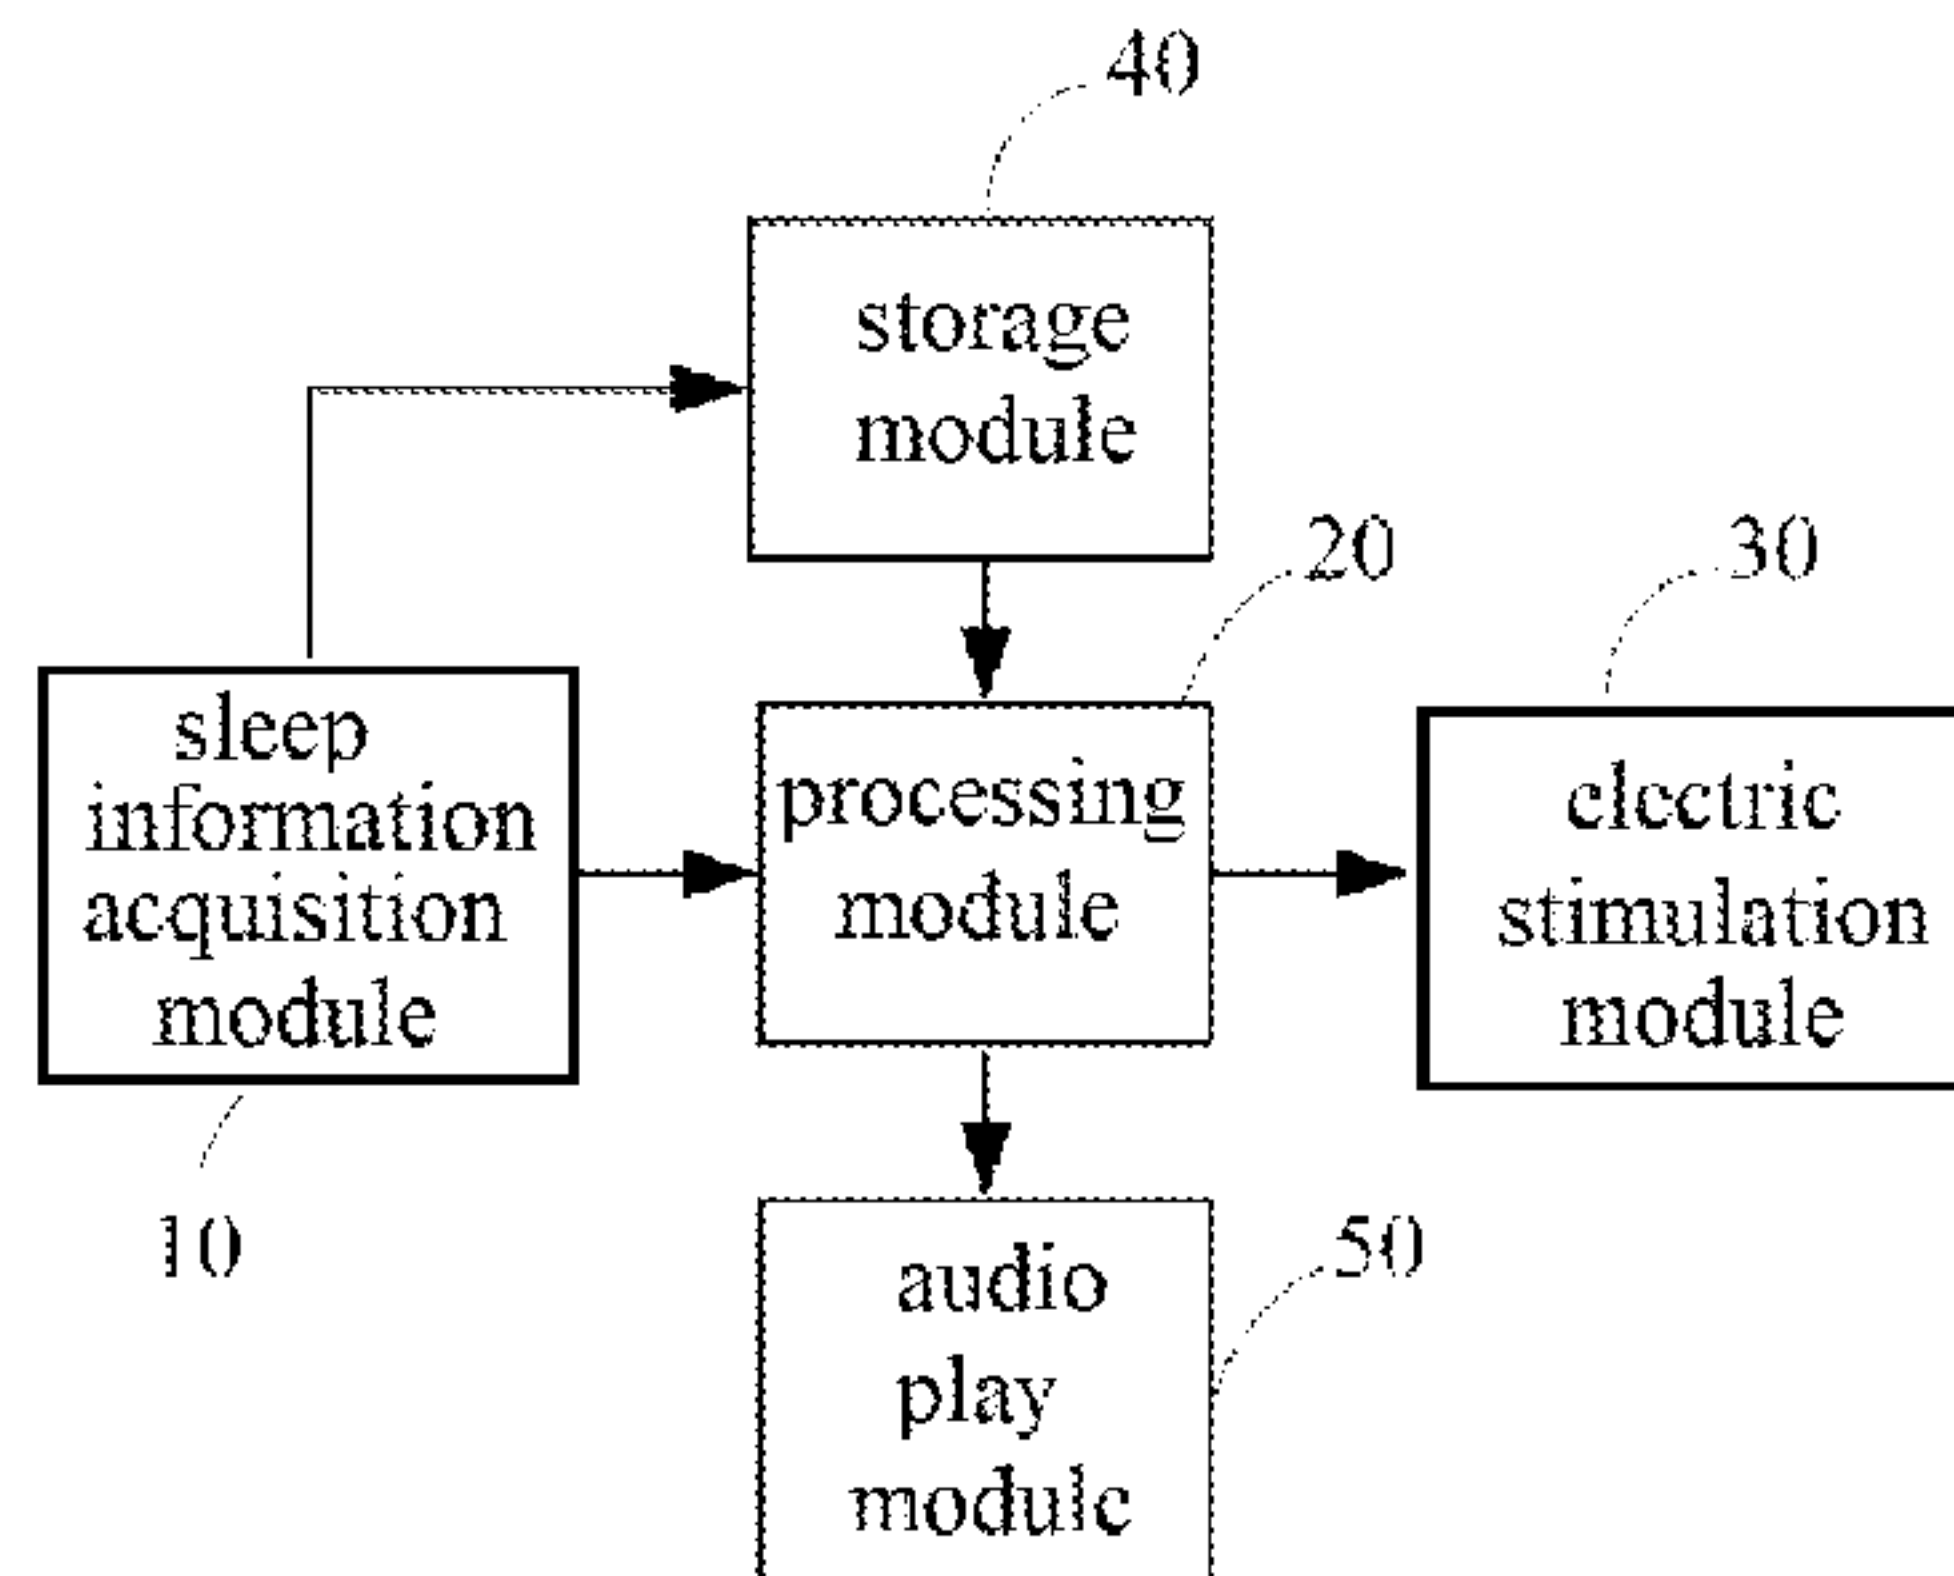 40
storage
module
20
30
sleep
information
acquisition
module
processing
module
electric
stimulation
module
10
50
audio
play
module